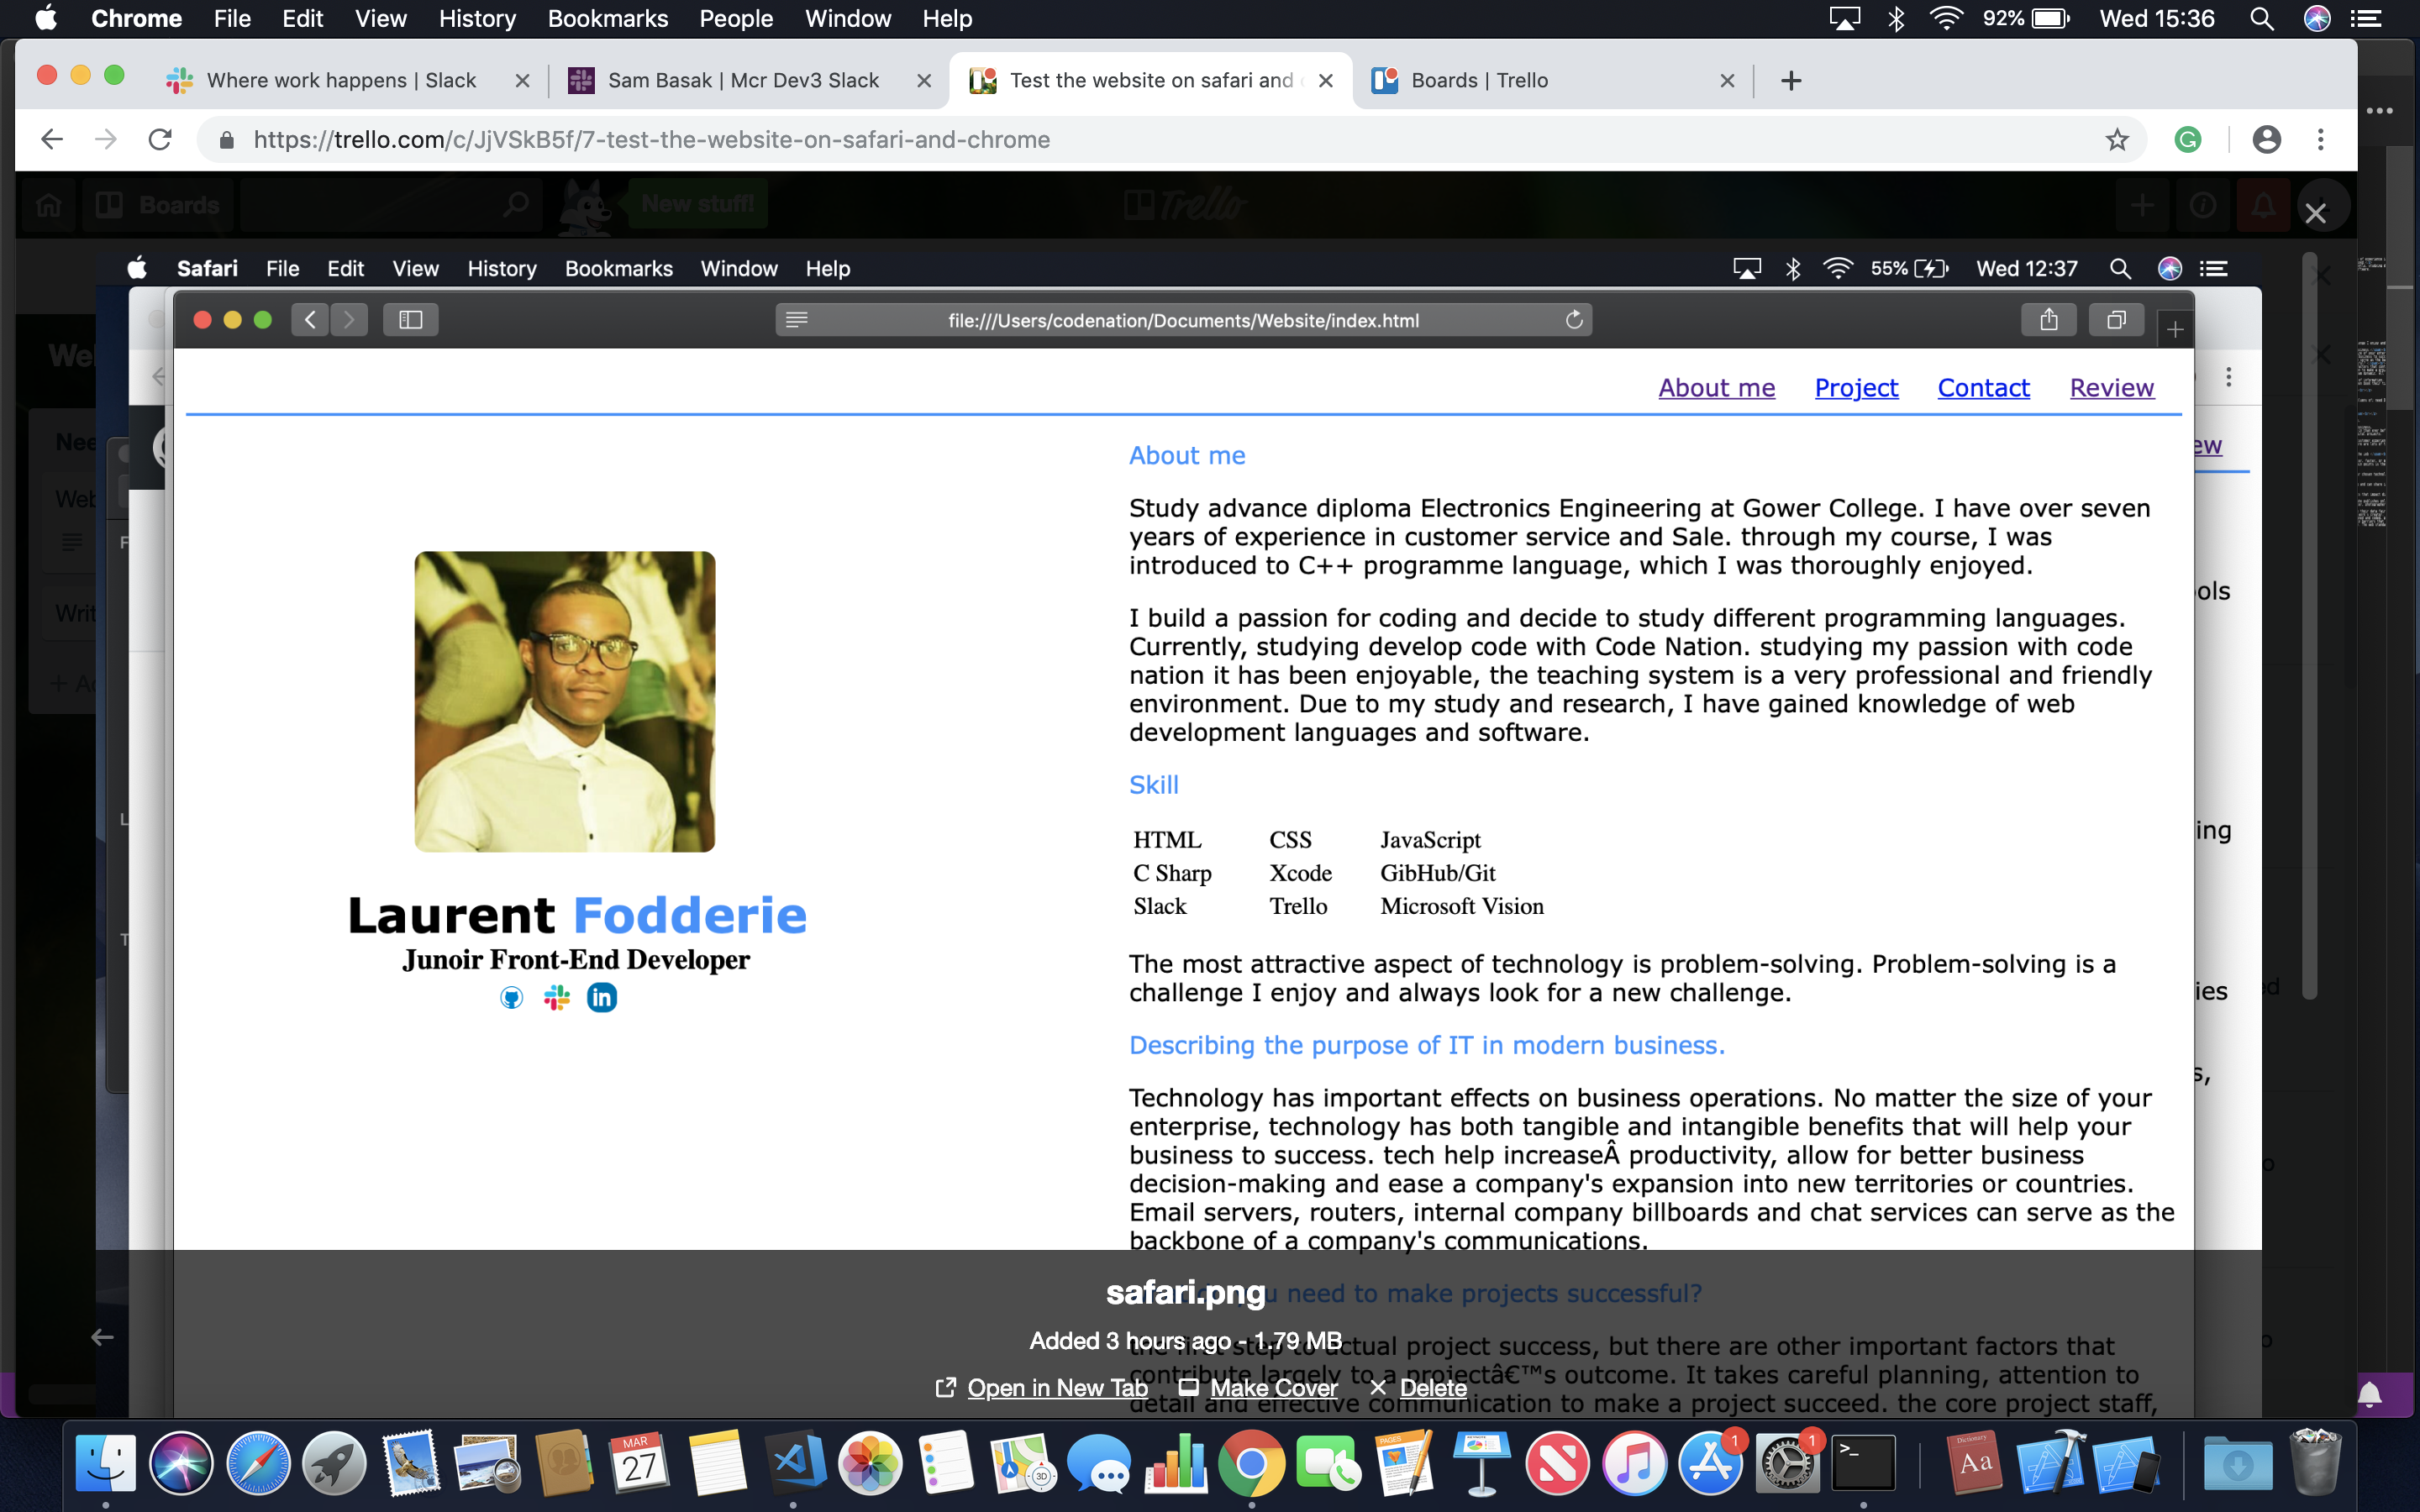 Chrome File Edit View History Bookmarks People Window Help 92% Wed 15:36
Where work happens | Slack Sam Basak | Mcr Dev3 Slack Test the website on safari and Boards | Trello
https://trello.com/c/JjVSkB5f/7-test-the-website-on-safari-and-chrome
Boards New stuff! Trello
Safari File Edit View History Bookmarks Window Help 55% Wed 12:37
file:///Users/codenation/Documents/Website/index.html
About me Project Contact Review
About me
Study advance diploma Electronics Engineering at Gower College. I have over seven
years of experience in customer service and Sale. through my course, I was
introduced to C++ programme language, which I was thoroughly enjoyed.
I build a passion for coding and decide to study different programming languages.
Currently, studying develop code with Code Nation. studying my passion with code
nation it has been enjoyable, the teaching system is a very professional and friendly
environment. Due to my study and research, I have gained knowledge of web
development languages and software.
Skill
HTML CSS JavaScript
C Sharp Xcode GibHub/Git
Slack Trello Microsoft Vision
Laurent Fodderie
Junoir Front-End Developer
in
The most attractive aspect of technology is problem-solving. Problem-solving is a
challenge I enjoy and always look for a new challenge.
Describing the purpose of IT in modern business.
Technology has important effects on business operations. No matter the size of your
enterprise, technology has both tangible and intangible benefits that will help your
business to success. tech help increaseÂ productivity, allow for better business
decision-making and ease a company's expansion into new territories or countries.
Email servers, routers, internal company billboards and chat services can serve as the
backbone of a company's communications.
need to make projects successful?
safari.png
the first step to actual project success, but there are other important factors that
Added 3 hours ago - 1.79 MB
contribute largely to a projectâ€™s outcome. It takes careful planning, attention to
Open in New Tab Make Cover Delete
detail and effective communication to make a project succeed. the core project staff,
MAR
27
PAGES
3D
1
1
>_
Dictionary
Aa